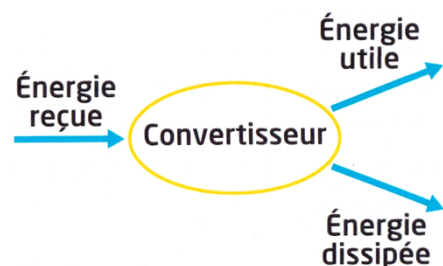 Énergie
utile
Énergie
reçue
Convertisseur
Énergie
dissipée